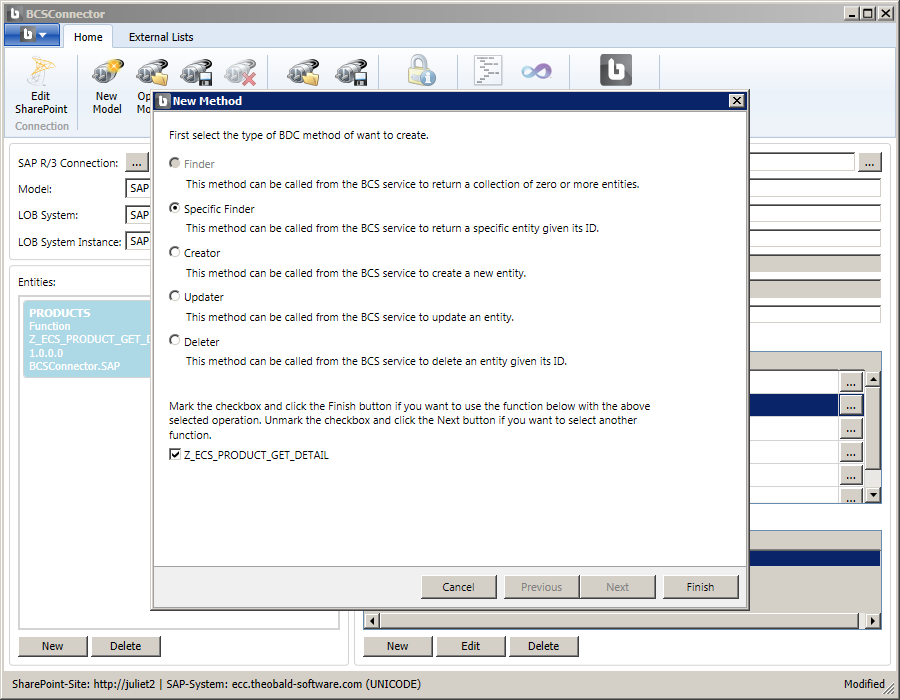 BCSConnector
Home
External Lists
Edit
SharePoint
New
Model
Connection
New Method
First select the type of BDC method of want to create.
Finder
This method can be called from the BCS service to return a collection of zero or more entities.
Specific Finder
This method can be called from the BCS service to return a specific entity given its ID.
Creator
This method can be called from the BCS service to create a new entity.
Updater
This method can be called from the BCS service to update an entity.
Deleter
This method can be called from the BCS service to delete an entity given its ID.
Mark the checkbox and click the Finish button if you want to use the function below with the above
selected operation. Unmark the checkbox and click the Next button if you want to select another
function.
Z_ECS_PRODUCT_GET_DETAIL
Cancel
Previous
Next
Finish
SAP R/3 Connection: ...
Model: SAP
LOB System: SAP
LOB System Instance: SAP
...
Entities:
PRODUCTS
Function
Z_ECS_PRODUCT_GET_
1.0.0.0
BCSConnector.SAP
...
...
...
...
...
...
New
Delete
New
Edit
Delete
SharePoint-Site: http://juliet2 | SAP-System: ecc.theobald-software.com (UNICODE)
Modified